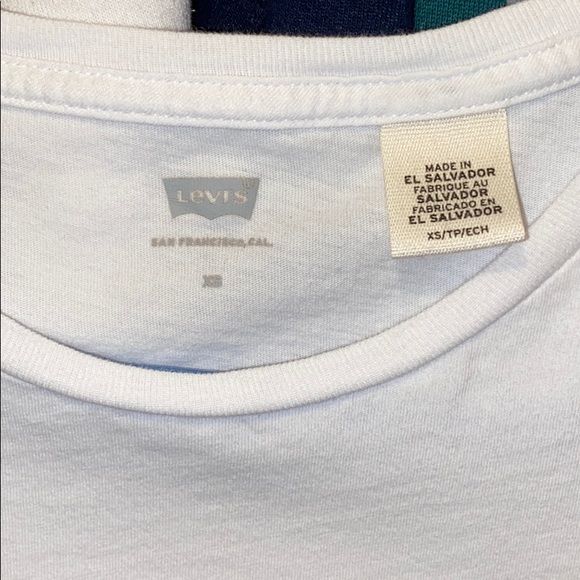 Levi's
SAN FRANCISCO, CAL.
XS
MADE IN
EL SALVADOR
FABRIQUE AU
SALVADOR
FABRICADO EN
EL SALVADOR
XS/TP/ECH